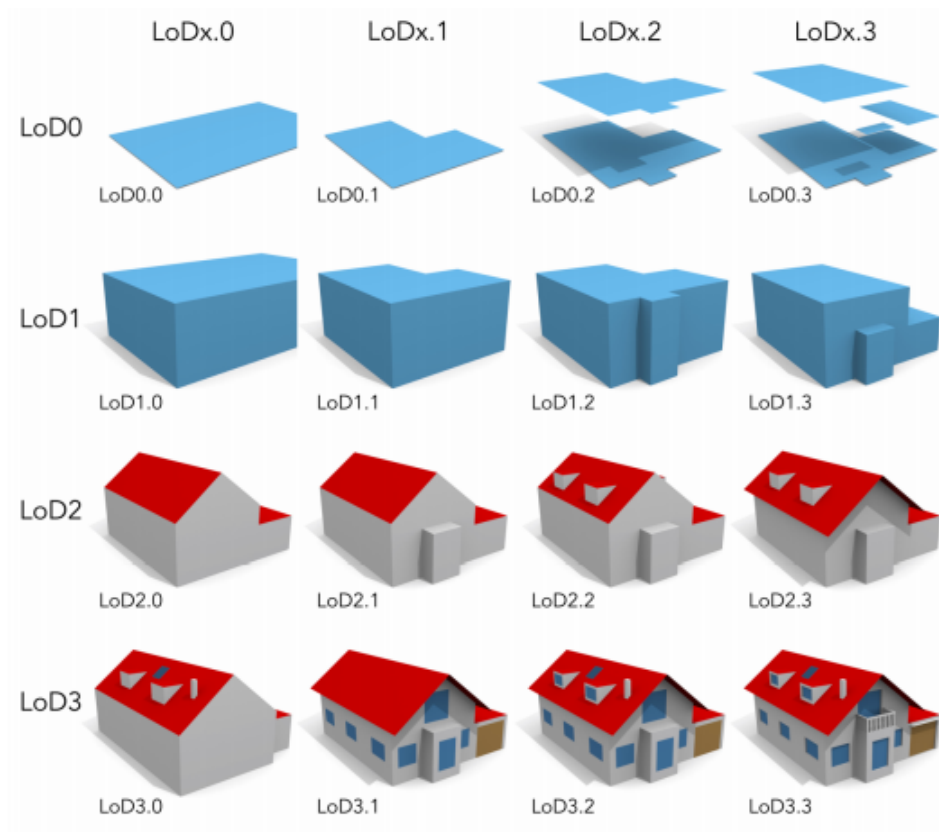 LoDx.0 LoDx.1 LoDx.2 LoDx.3
LoD0
LoD0.0 LoD0.1 LoD0.2 LoD0.3
LoD1
LoD1.0 LoD1.1 LoD1.2 LoD1.3
LoD2
LoD2.0 LoD2.1 LoD2.2 LoD2.3
LoD3
LoD3.0 LoD3.1 LoD3.2 LoD3.3